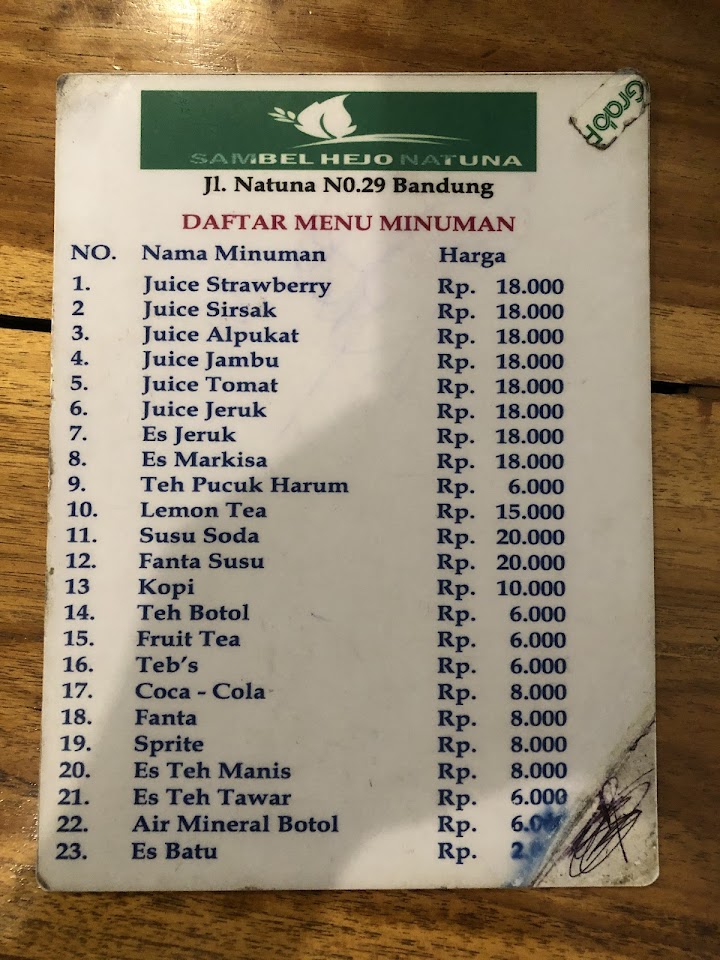 SAMBEL HEJO NATUNA
GrabF
Jl. Natuna N0.29 Bandung
DAFTAR MENU MINUMAN
NO. Nama Minuman Harga
1. Juice Strawberry Rp. 18.000
2 Juice Sirsak Rp. 18.000
3. Juice Alpukat Rp. 18.000
4. Juice Jambu Rp. 18.000
5. Juice Tomat Rp. 18.000
6. Juice Jeruk Rp. 18.000
7. Es Jeruk Rp. 18.000
8. Es Markisa Rp. 18.000
9. Teh Pucuk Harum Rp. 6.000
10. Lemon Tea Rp. 15.000
11. Susu Soda Rp. 20.000
12. Fanta Susu Rp. 20.000
13 Kopi Rp. 10.000
14. Teh Botol Rp. 6.000
15. Fruit Tea Rp. 6.000
16. Teb's Rp. 6.000
17. Coca - Cola Rp. 8.000
18. Fanta Rp. 8.000
19. Sprite Rp. 8.000
20. Es Teh Manis Rp. 8.000
21. Es Teh Tawar Rp. 6.000
22. Air Mineral Botol Rp.
23. Es Batu Rp.